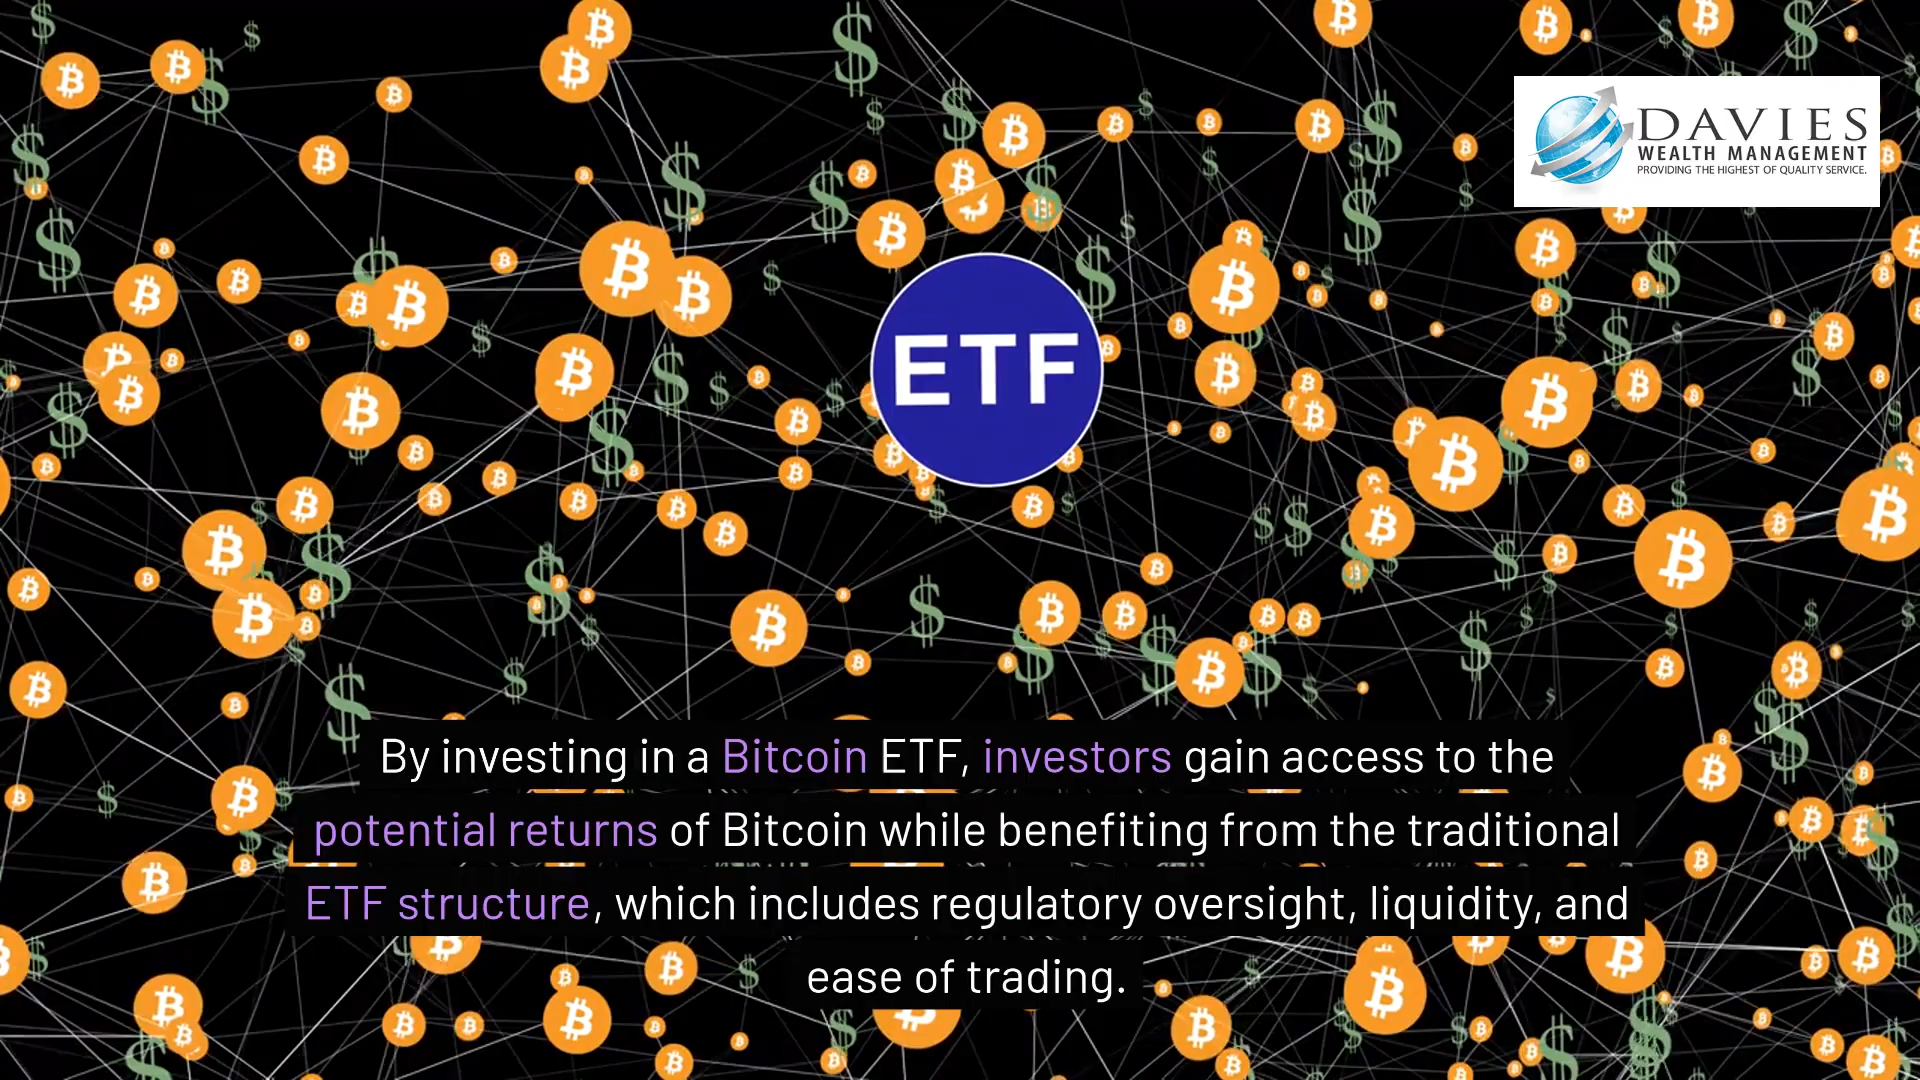 DAVIES
WEALTH MANAGEMENT
PROVIDING THE HIGHEST OF QUALITY SERVICE.
ETF
By investing in a Bitcoin ETF, investors gain access to the
potential returns of Bitcoin while benefiting from the traditional
ETF structure, which includes regulatory oversight, liquidity, and
ease of trading.